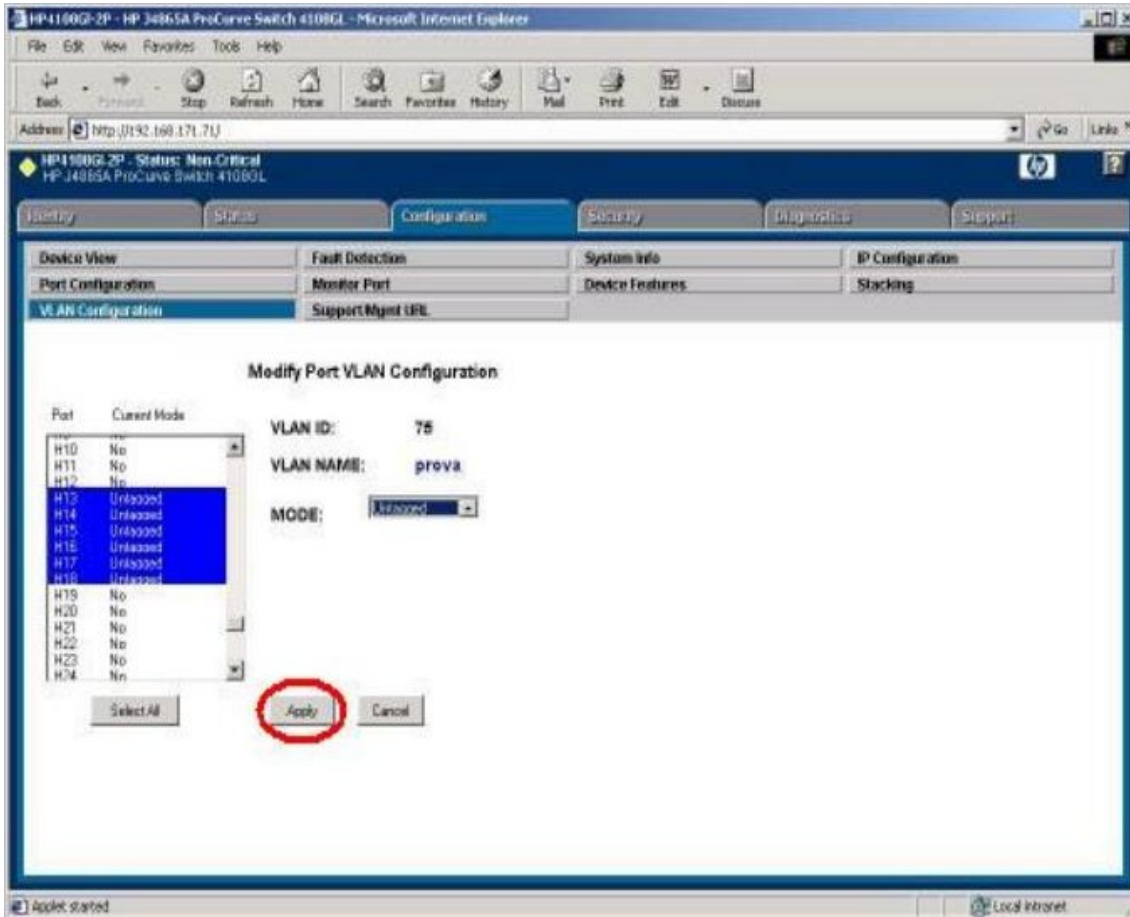 HP4100Gl-2P - HP J4865A ProCurve Switch 4108GL - Microsoft Internet Explorer
File Edit View Favorites Tools Help
Back Forward Stop Refresh Home Search Favorites History Mail Print Edit Discuss
Address http://192.168.171.71/ Go Links
HP4100Gl-2P - Status: Non-Critical
HP J4865A ProCurve Switch 4108GL
Identity Status Configuration Security Diagnostics Support
Device View Fault Detection System Info IP Configuration
Port Configuration Monitor Port Device Features Stacking
VLAN Configuration Support/Mgmt URL
Modify Port VLAN Configuration
Port Current Mode
H10 No
H11 No
H12 No
H13 Untagged
H14 Untagged
H15 Untagged
H16 Untagged
H17 Untagged
H18 Untagged
H19 No
H20 No
H21 No
H22 No
H23 No
H24 No
VLAN ID: 75
VLAN NAME: prova
MODE: Untagged
Select All Apply Cancel
Applet started Local intranet